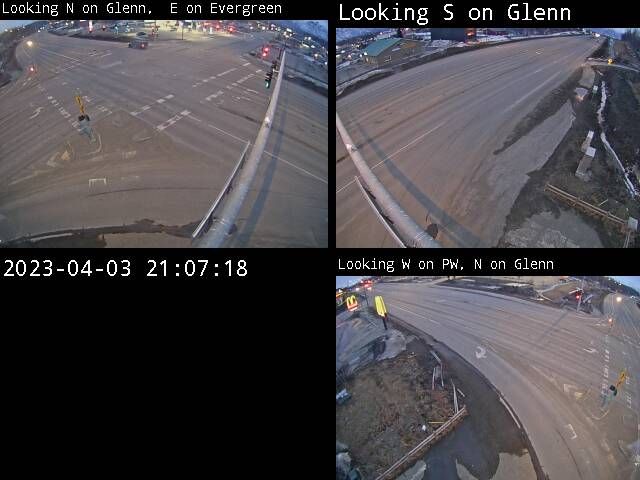 Looking N on Glenn,  E on Evergreen
Looking S on Glenn
2023-04-03 21:07:18
Looking W on PW, N on Glenn